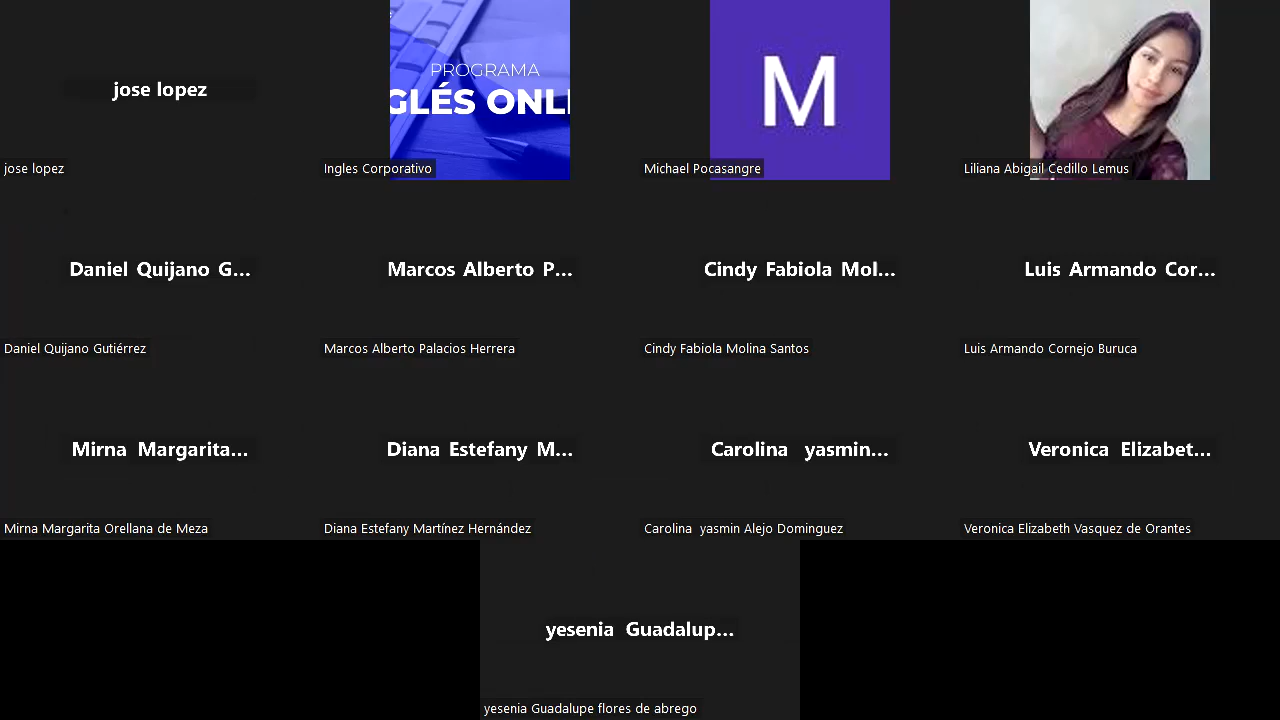 jose lopez
jose lopez
PROGRAMA
GLÉS ONLI
Ingles Corporativo
M
Michael Pocasangre
Liliana Abigail Cedillo Lemus
Daniel Quijano G...
Daniel Quijano Gutiérrez
Marcos Alberto P...
Marcos Alberto Palacios Herrera
Cindy Fabiola Mol...
Cindy Fabiola Molina Santos
Luis Armando Cor...
Luis Armando Cornejo Buruca
Mirna Margarita...
Mirna Margarita Orellana de Meza
Diana Estefany M...
Diana Estefany Martínez Hernández
Carolina yasmin...
Carolina yasmin Alejo Dominguez
Veronica Elizabet...
Veronica Elizabeth Vasquez de Orantes
yesenia Guadalup...
yesenia Guadalupe flores de abrego